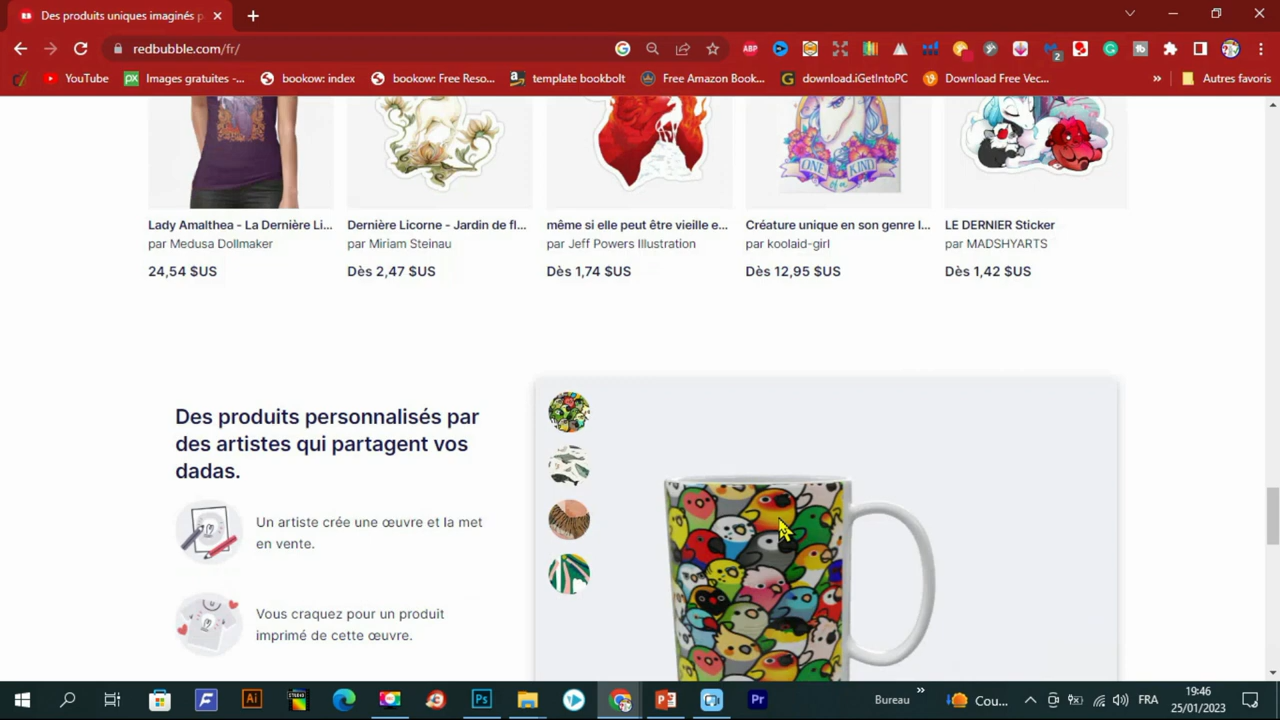 Des produits uniques imaginés p
redbubble.com/fr/
YouTube
Images gratuites -...
bookow: index
bookow: Free Reso...
template bookbolt
Free Amazon Book...
download.iGetIntoPC
Download Free Vec...
Autres favoris
ONE
of a
KIND
Lady Amalthea - La Dernière Li...
par Medusa Dollmaker
24,54 $US
Dernière Licorne - Jardin de fl...
par Miriam Steinau
Dès 2,47 $US
même si elle peut être vieille e...
par Jeff Powers Illustration
Dès 1,74 $US
Créature unique en son genre I...
par koolaid-girl
Dès 12,95 $US
LE DERNIER Sticker
par MADSHYARTS
Dès 1,42 $US
Des produits personnalisés par
des artistes qui partagent vos
dadas.
Un artiste crée une œuvre et la met
en vente.
Vous craquez pour un produit
imprimé de cette œuvre.
Bureau
Cou...
FRA
19:46
25/01/2023